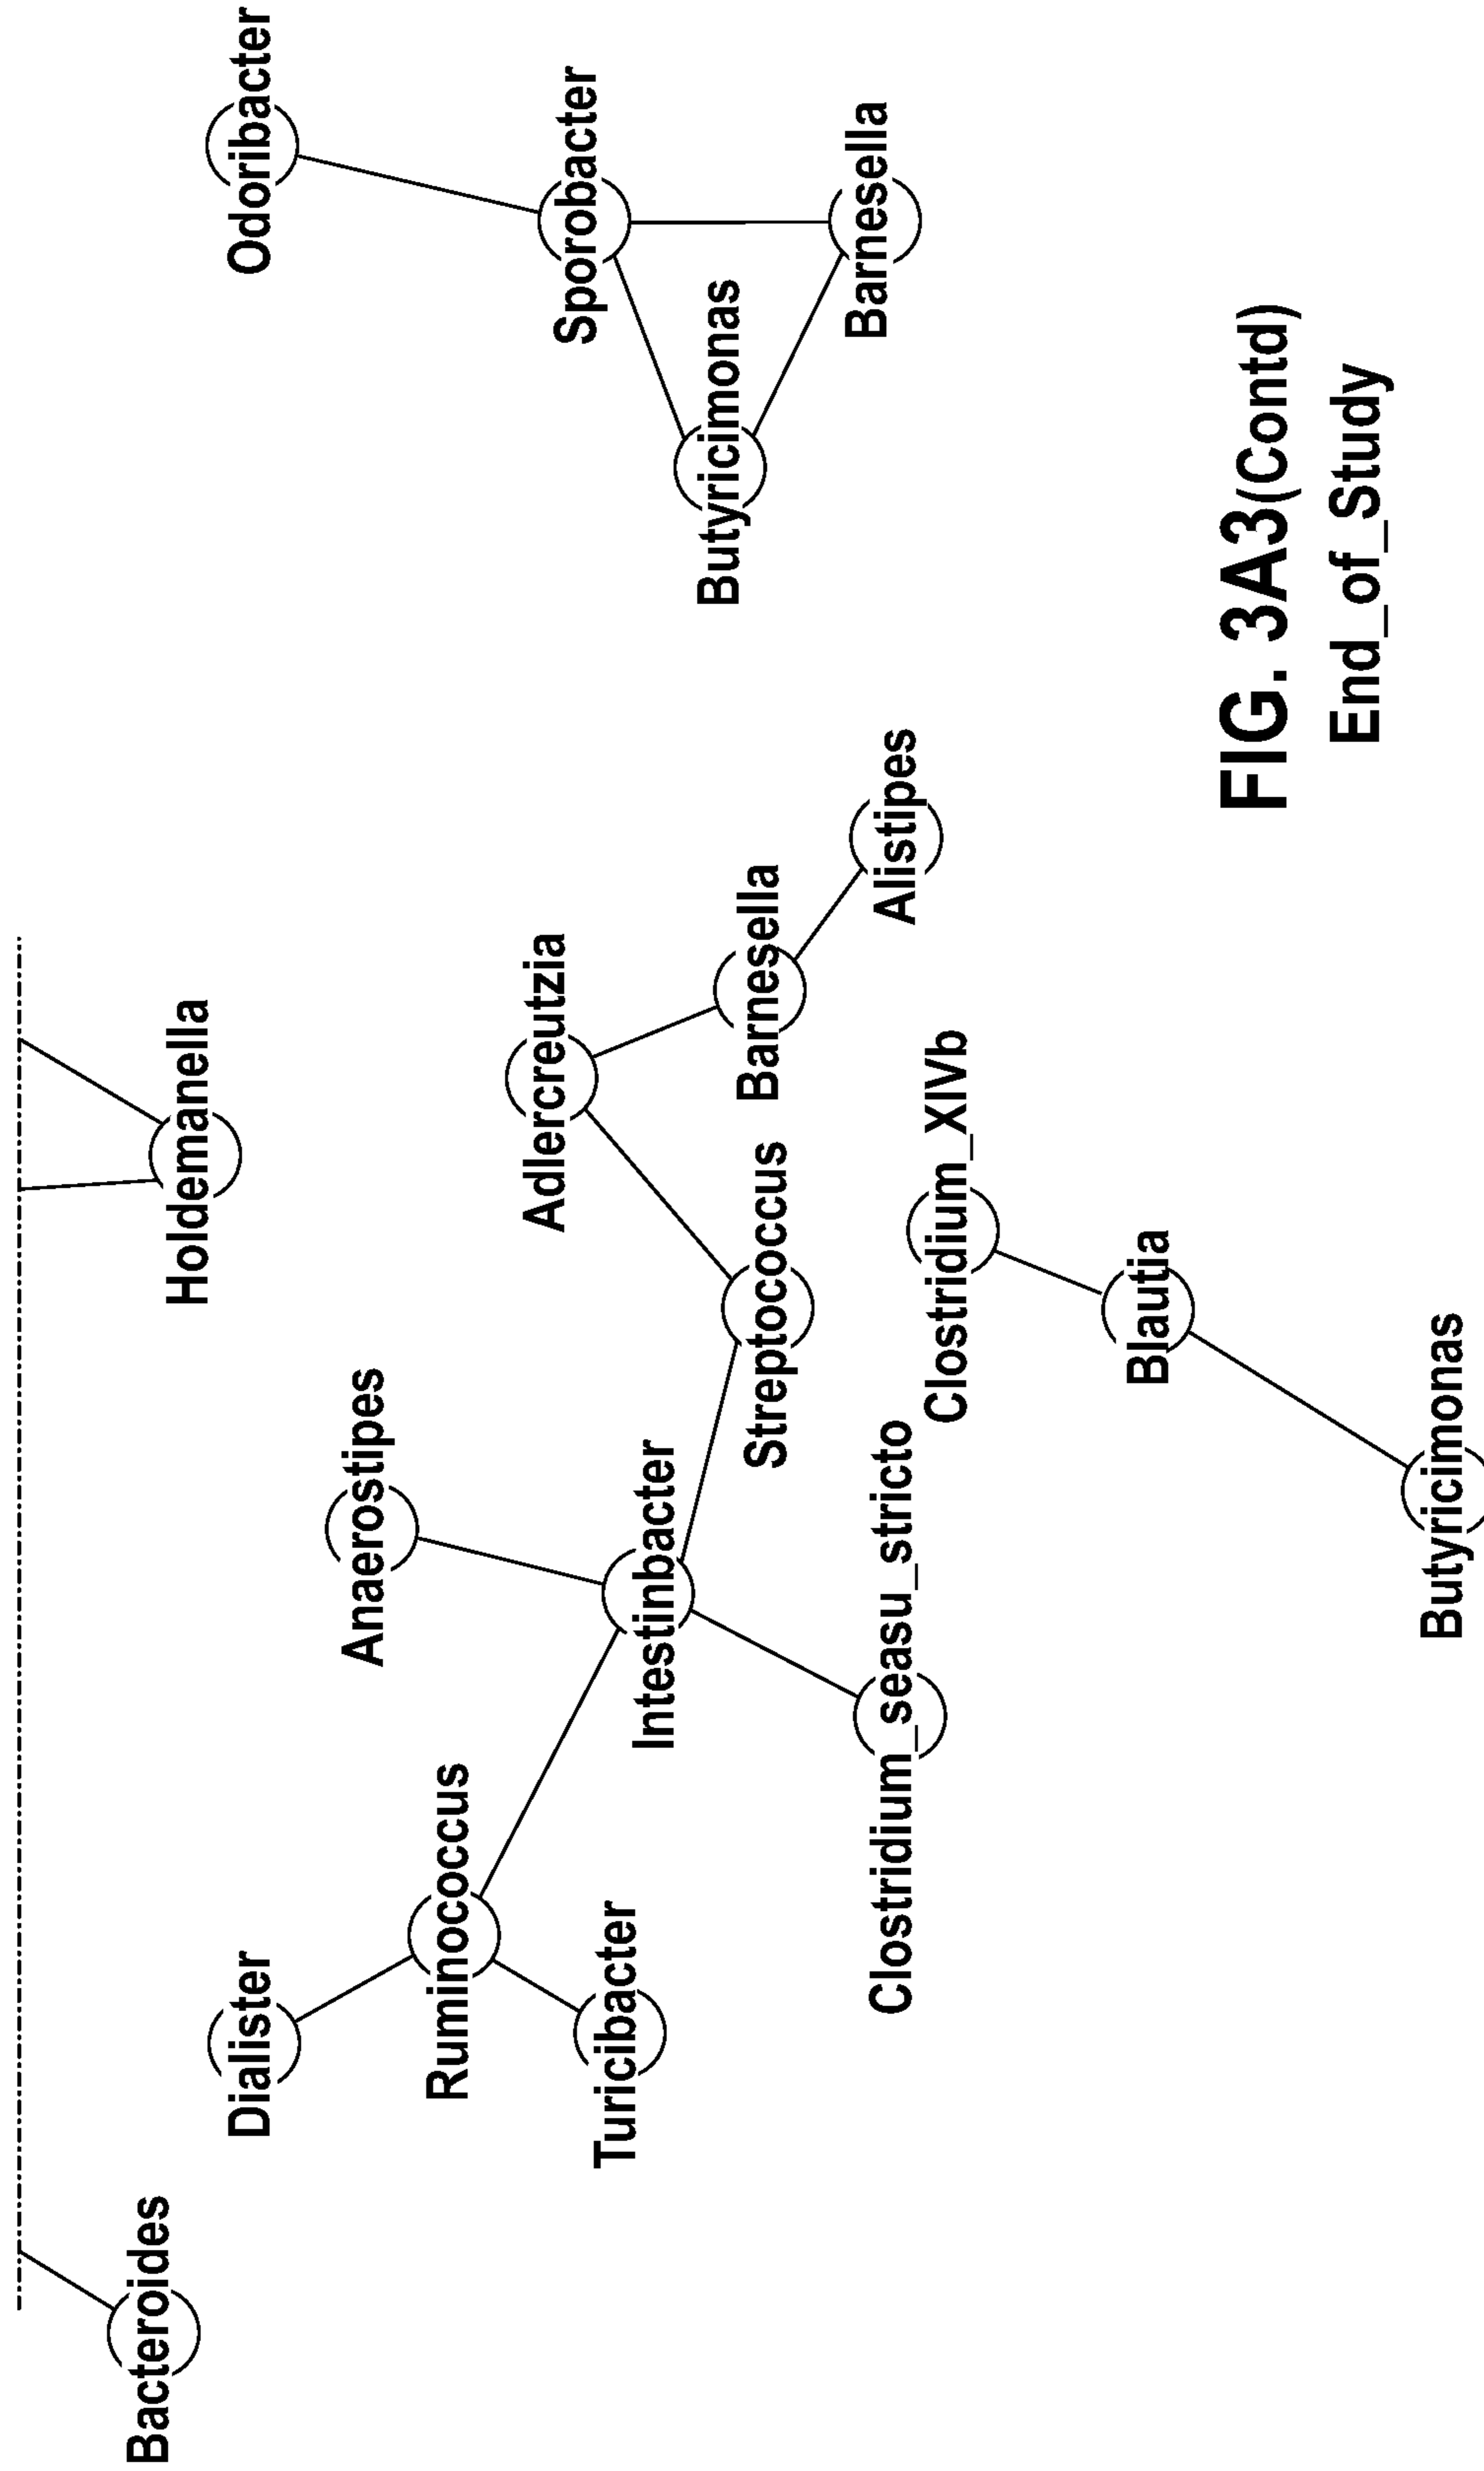 Bacteroides
Holdemanella
Dialister
Odoribacter
Anaerostipes
Ruminococcus
Adlercreutzia
Sporobacter
Turicibacter
Intestinbacter
Butyricimonas
Barnesella
Streptococcus
Barnesella
Clostridium_seasu_stricto
Alistipes
Clostridium_xIVb
Blautia
Butyricimonas
FIG. 3A3(Contd)
End_of_Study